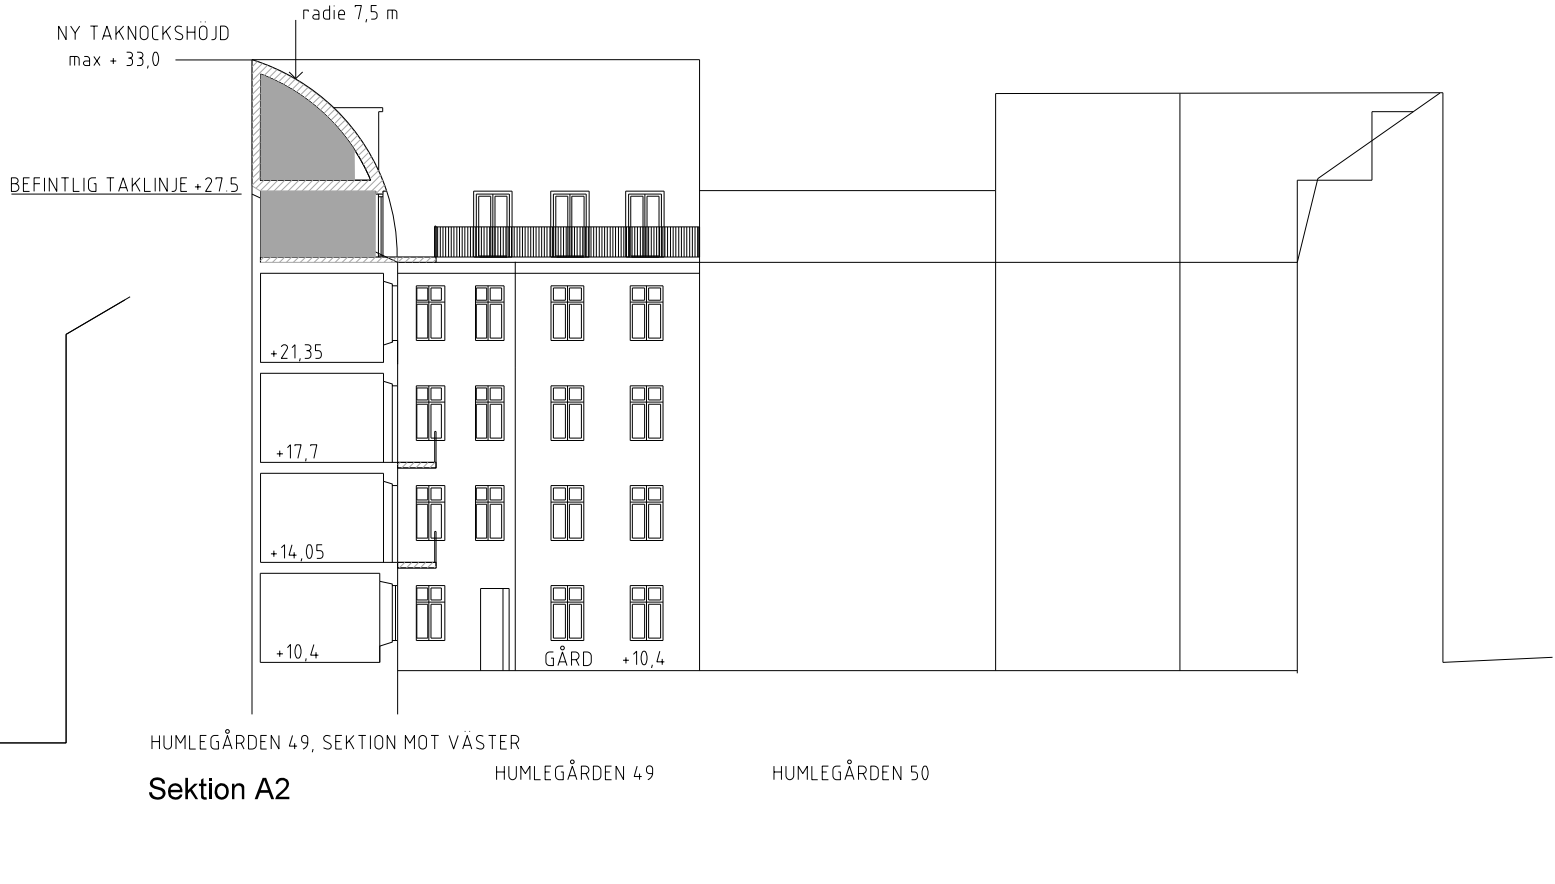 radie 7,5 m
NY TAKNOCKSHÖJD
max + 33,0
BEFINTLIG TAKLINJE +27.5
+21,35
+17,7
+14,05
+10,4
GÅRD +10,4
HUMLEGÅRDEN 49, SEKTION MOT VÄSTER
HUMLEGÅRDEN 49 HUMLEGÅRDEN 50
Sektion A2